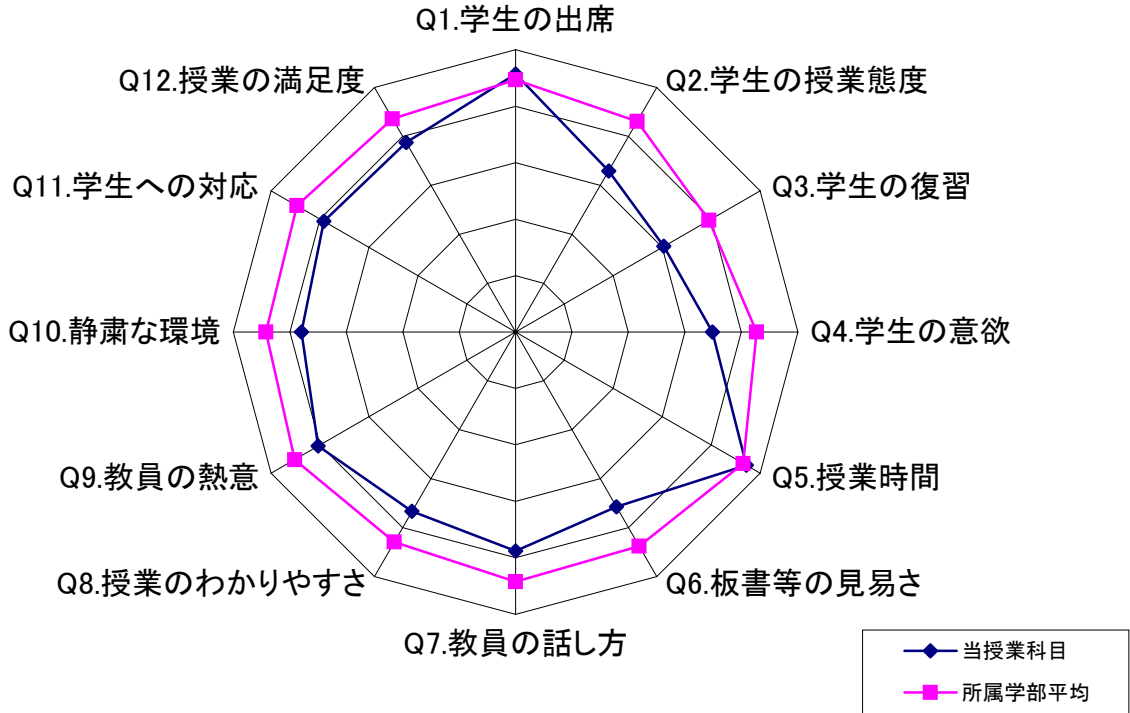 Q1.学生の出席
Q2.学生の授業態度
Q3.学生の復習
Q4.学生の意欲
Q5.授業時間
Q6.板書等の見易さ
Q7.教員の話し方
Q8.授業のわかりやすさ
Q9.教員の熱意
Q10.静粛な環境
Q11.学生への対応
Q12.授業の満足度
当授業科目
所属学部平均